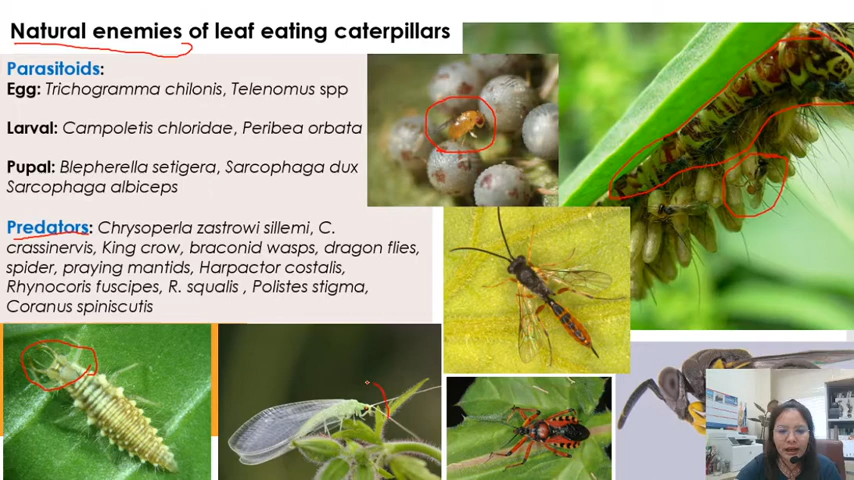 Natural enemies of leaf eating caterpillars
Parasitoids:
Egg: Trichogramma chilonis, Telenomus spp
Larval: Campoletis chloridae, Peribea orbata
Pupal: Blepherella setigera, Sarcophaga dux
Sarcophaga albiceps
Predators: Chrysoperla zastrowi sillemi, C.
crassinervis, King crow, braconid wasps, dragon flies,
spider, praying mantids, Harpactor costalis,
Rhynocoris fuscipes, R. squalis , Polistes stigma,
Coranus spiniscutis